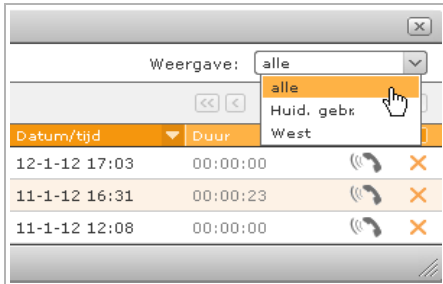 Weergave: alle
alle
Huid. gebr.
West
<< <
Datum/tijd Duur
12-1-12 17:03 00:00:00
11-1-12 16:31 00:00:23
11-1-12 12:08 00:00:00